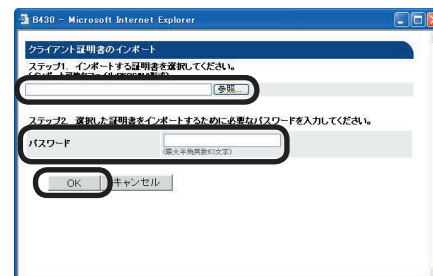 B430 - Microsoft Internet Explorer
クライアント証明書のインポート
ステップ1. インポートする証明書を選択してください。
参照...
ステップ2. 選択した証明書をインポートするために必要なパスワードを入力してください。
パスワード
(最大半角英数63文字)
OK キャンセル